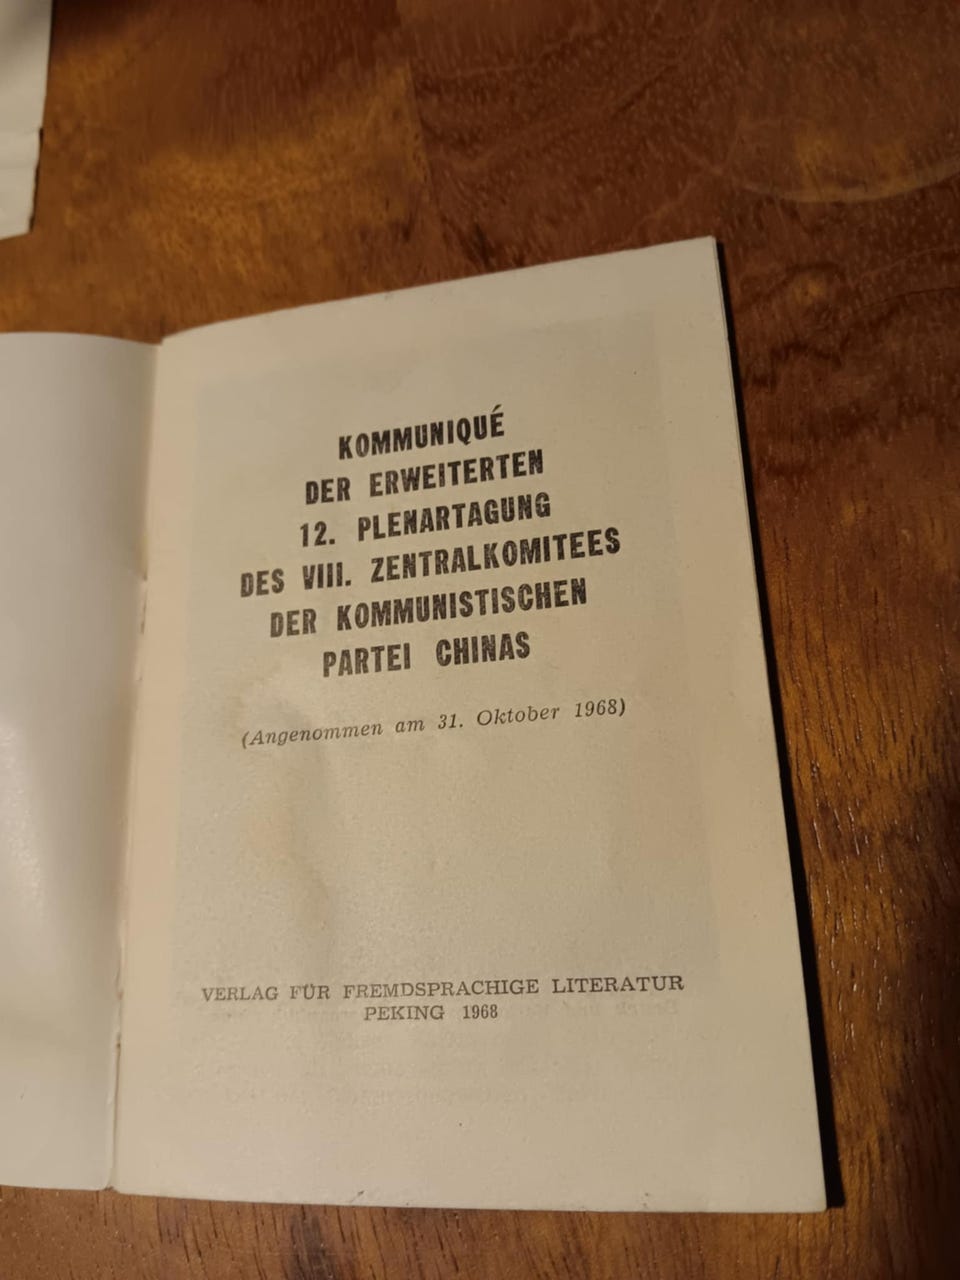 KOMMUNIQUÉ
DER ERWEITERTEN
12. PLENARTAGUNG
DES VIII. ZENTRALKOMITEES
DER KOMMUNISTISCHEN
PARTEI CHINAS
(Angenommen am 31. Oktober 1968)
VERLAG FÜR FREMDSPRACHIGE LITERATUR
PEKING 1968